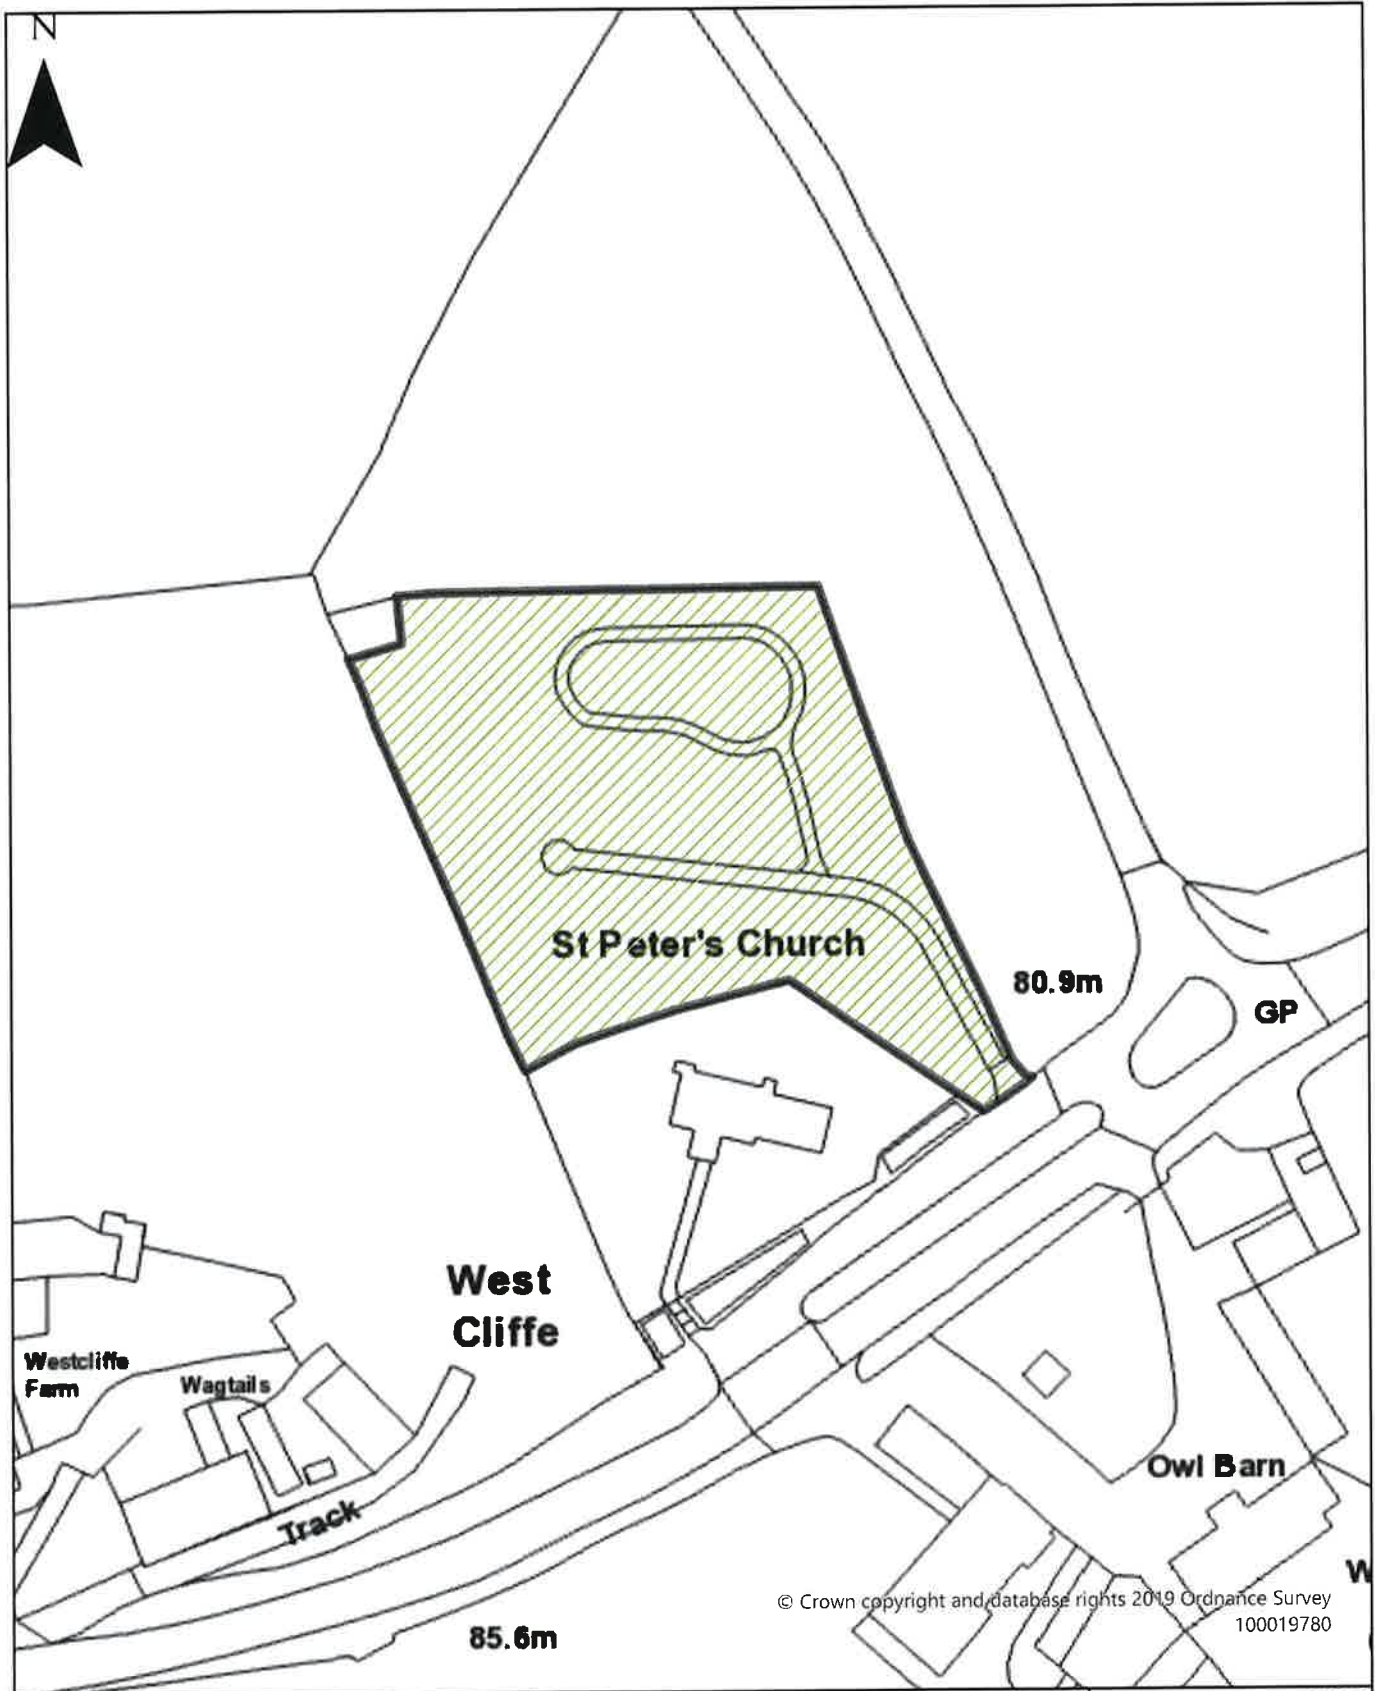 N
St Peter's Church
80.9m
GP
West
Cliffe
Westcliffe
Farm
Wagtails
Track
Owl Barn
W
© Crown copyright and database rights 2019 Ordnance Survey
100019780
85.6m